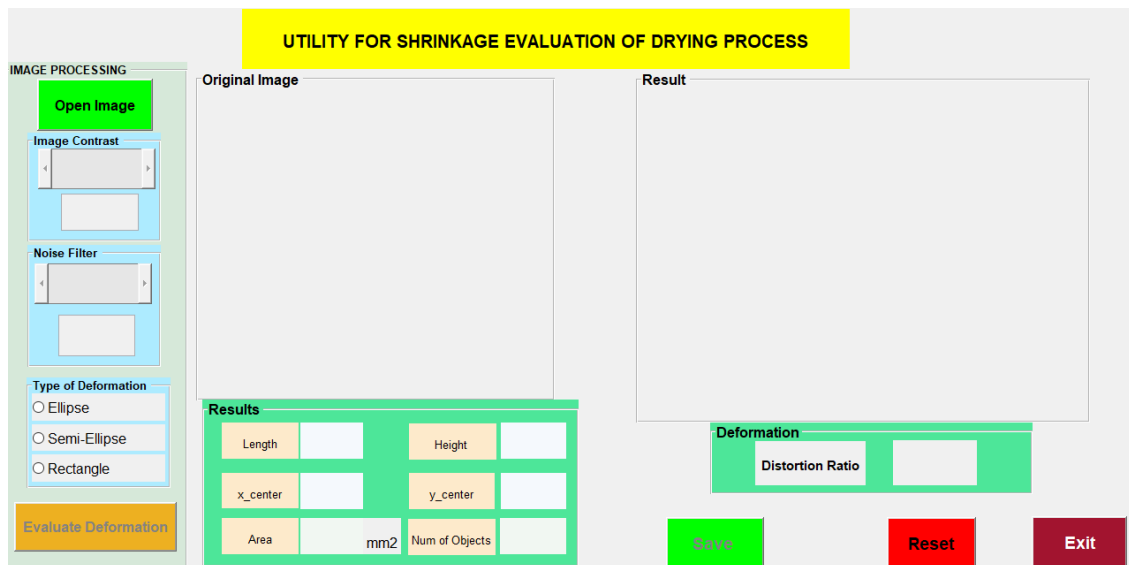 UTILITY FOR SHRINKAGE EVALUATION OF DRYING PROCESS
IMAGE PROCESSING
Open Image
Image Contrast
Noise Filter
Type of Deformation
Ellipse
Semi-Ellipse
Rectangle
Evaluate Deformation
Original Image
Results
Length
Height
x_center
y_center
Area
mm2
Num of Objects
Result
Deformation
Distortion Ratio
Save
Reset
Exit